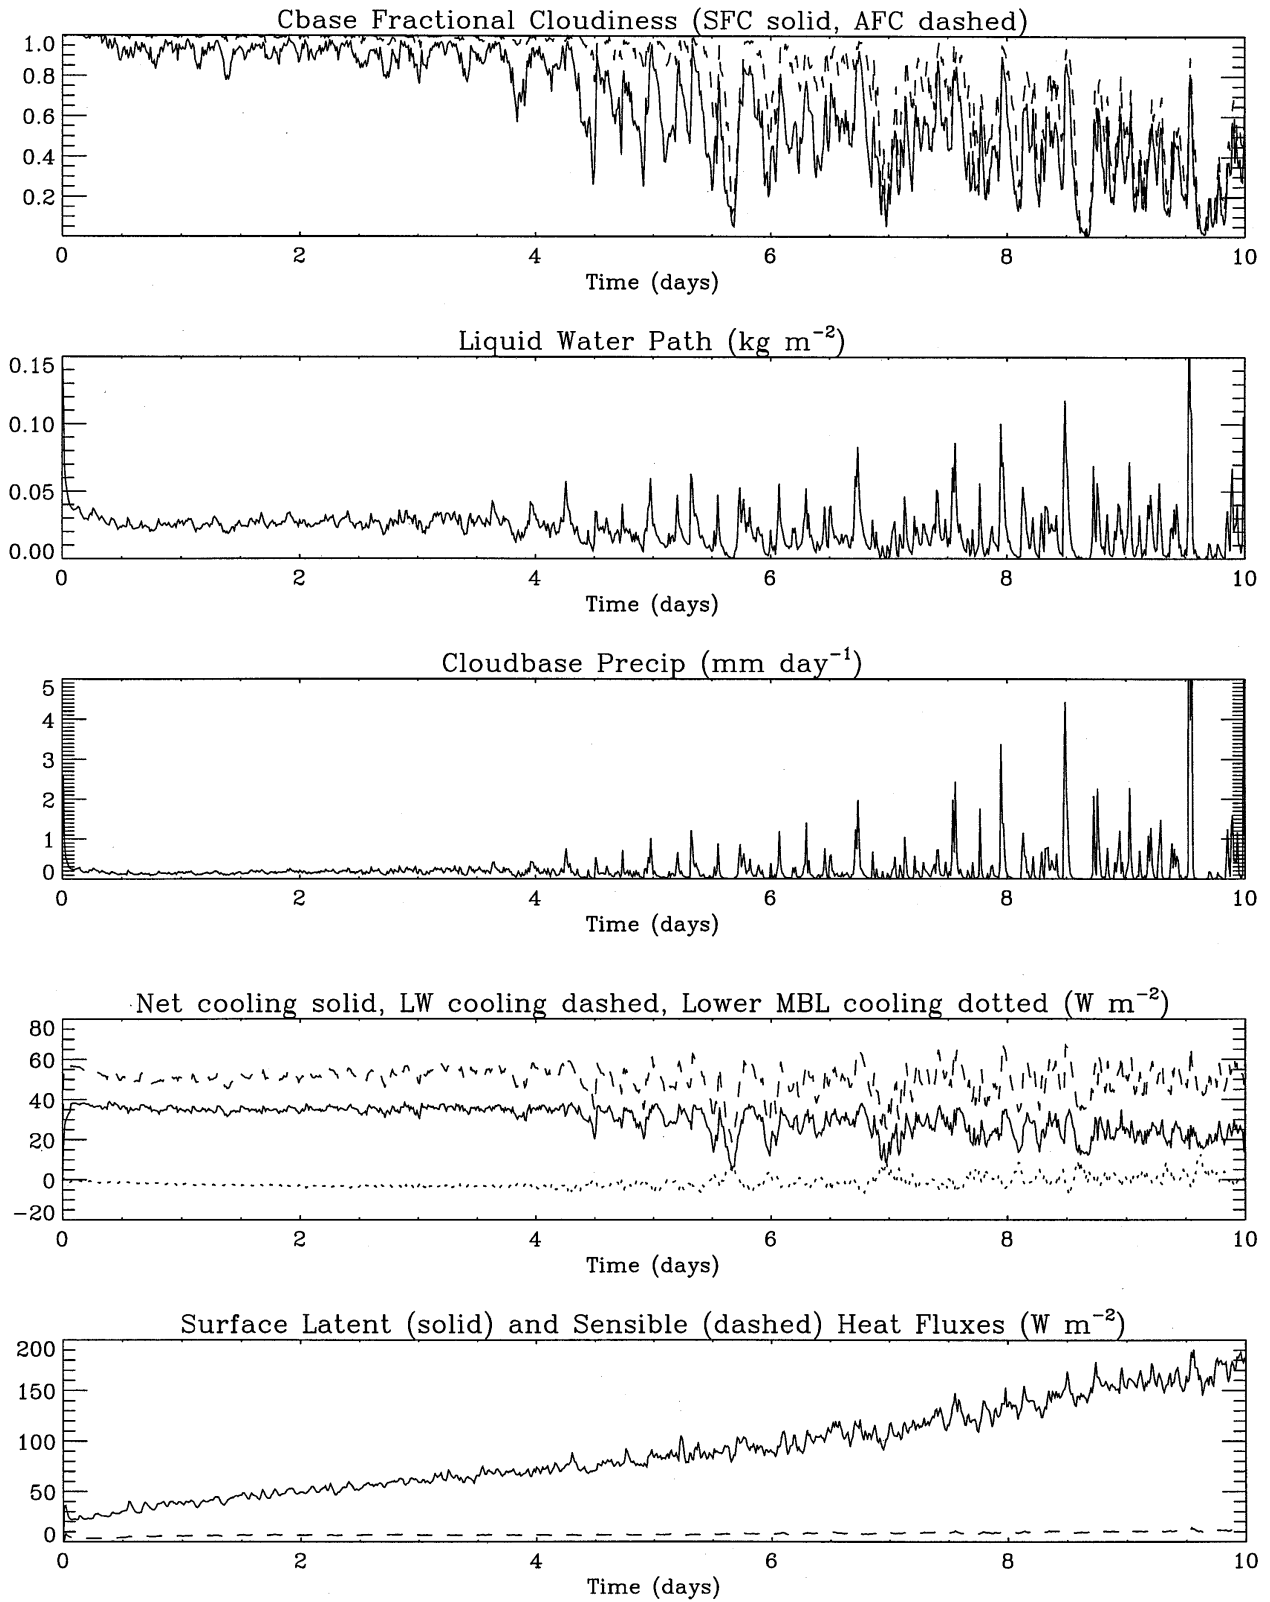 Cbase Fractional Cloudiness (SFC solid, AFC dashed)
1.0
0.8
0.6
0.4
0.2
0 2 4 6 8 10
Time (days)
Liquid Water Path (kg m⁻²)
0.15
0.10
0.05
0.00
0 2 4 6 8 10
Time (days)
Cloudbase Precip (mm day⁻¹)
5
4
3
2
1
0
0 2 4 6 8 10
Time (days)
Net cooling solid, LW cooling dashed, Lower MBL cooling dotted (W m⁻²)
80
60
40
20
0
−20
0 2 4 6 8 10
Time (days)
Surface Latent (solid) and Sensible (dashed) Heat Fluxes (W m⁻²)
200
150
100
50
0
0 2 4 6 8 10
Time (days)